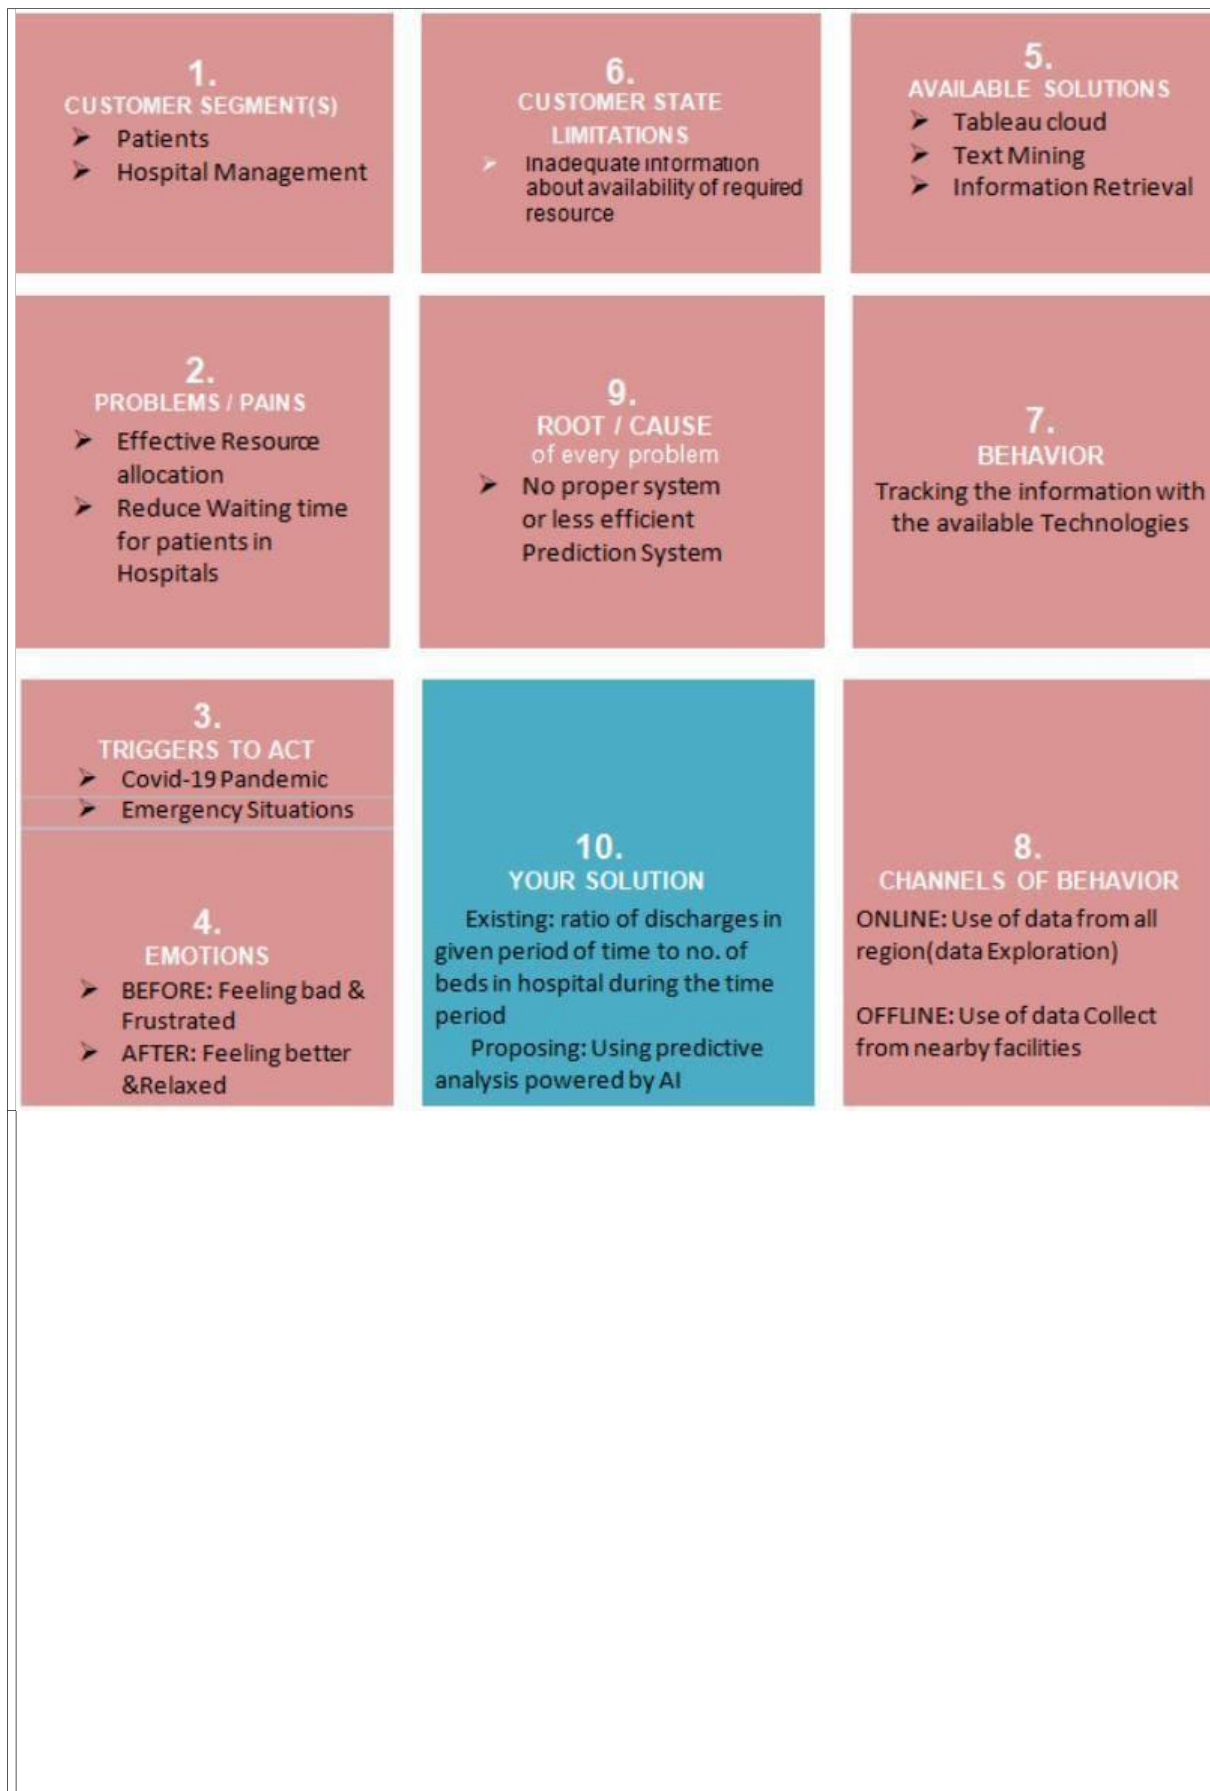 1.
CUSTOMER SEGMENT(S)
➢ Patients
➢ Hospital Management
6.
CUSTOMER STATE
LIMITATIONS
➢ Inadequate information
about availability of required
resource
5.
AVAILABLE SOLUTIONS
➢ Tableau cloud
➢ Text Mining
➢ Information Retrieval
2.
PROBLEMS / PAINS
➢ Effective Resource
allocation
➢ Reduce Waiting time
for patients in
Hospitals
9.
ROOT / CAUSE
of every problem
➢ No proper system
or less efficient
Prediction System
7.
BEHAVIOR
Tracking the information with
the available Technologies
3.
TRIGGERS TO ACT
➢ Covid-19 Pandemic
➢ Emergency Situations
4.
EMOTIONS
➢ BEFORE: Feeling bad &
Frustrated
➢ AFTER: Feeling better
&Relaxed
10.
YOUR SOLUTION
Existing: ratio of discharges in
given period of time to no. of
beds in hospital during the time
period
Proposing: Using predictive
analysis powered by AI
8.
CHANNELS OF BEHAVIOR
ONLINE: Use of data from all
region(data Exploration)
OFFLINE: Use of data Collect
from nearby facilities